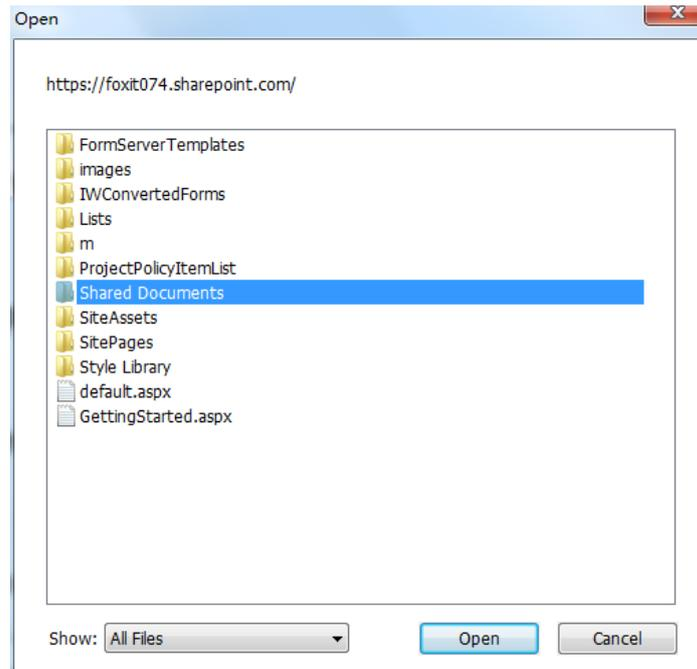 Open
https://foxit074.sharepoint.com/
FormServerTemplates
images
IWConvertedForms
Lists
m
ProjectPolicyItemList
Shared Documents
SiteAssets
SitePages
Style Library
default.aspx
GettingStarted.aspx
Show: All Files Open Cancel